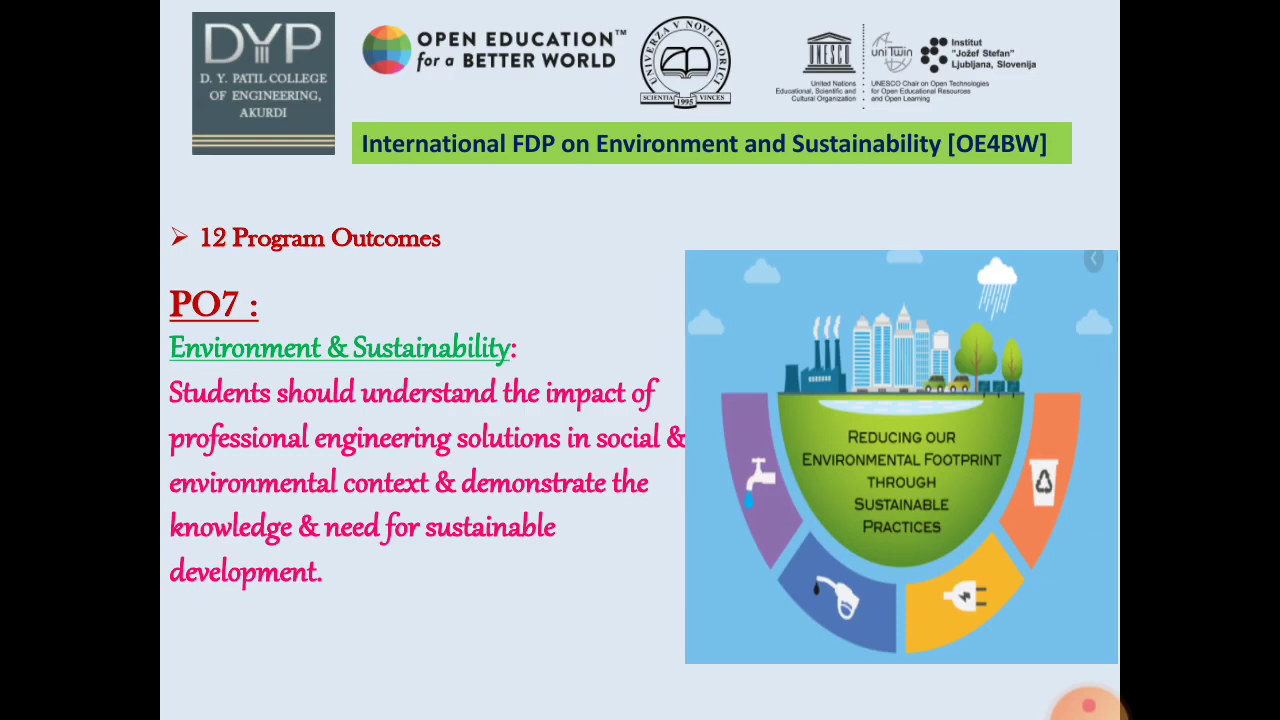 DYP
D. Y. PATIL COLLEGE
OF ENGINEERING,
AKURDI
OPEN EDUCATION™
for a BETTER WORLD
UNIVERZA V NOVI GORICI
SCIENTIA VINCES
1995
UNESCO
United Nations
Educational, Scientific and
Cultural Organization
uniTwin
Institut
"Jožef Stefan"
Ljubljana, Slovenija
UNESCO Chair on Open Technologies
for Open Educational Resources
and Open Learning
International FDP on Environment and Sustainability [OE4BW]
12 Program Outcomes
PO7 :
Environment & Sustainability:
Students should understand the impact of
professional engineering solutions in social &
environmental context & demonstrate the
knowledge & need for sustainable
development.
REDUCING OUR
ENVIRONMENTAL FOOTPRINT
THROUGH
SUSTAINABLE
PRACTICES